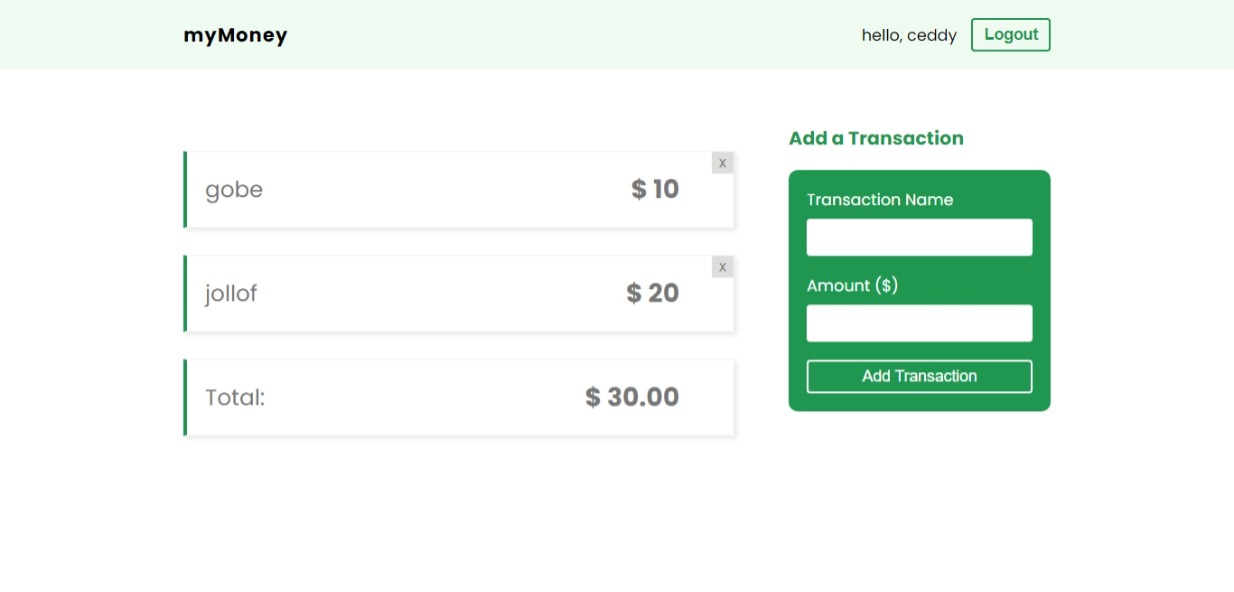 myMoney
hello, ceddy
Logout
gobe
$ 10
x
jollof
$ 20
x
Total:
$ 30.00
Add a Transaction
Transaction Name
Amount ($)
Add Transaction